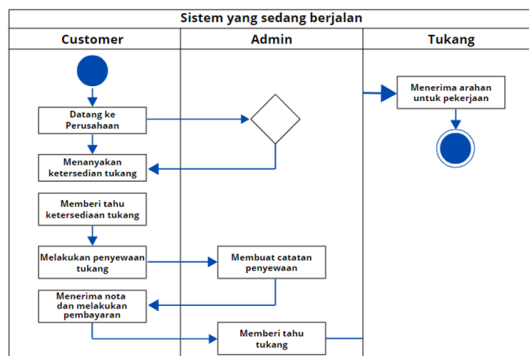 Sistem yang sedang berjalan
Customer
Admin
Tukang
Datang ke
Perusahaan
Menanyakan
ketersedian tukang
Memberi tahu
ketersediaan tukang
Melakukan penyewaan
tukang
Menerima nota
dan melakukan
pembayaran
Membuat catatan
penyewaan
Memberi tahu
tukang
Menerima arahan
untuk pekerjaan